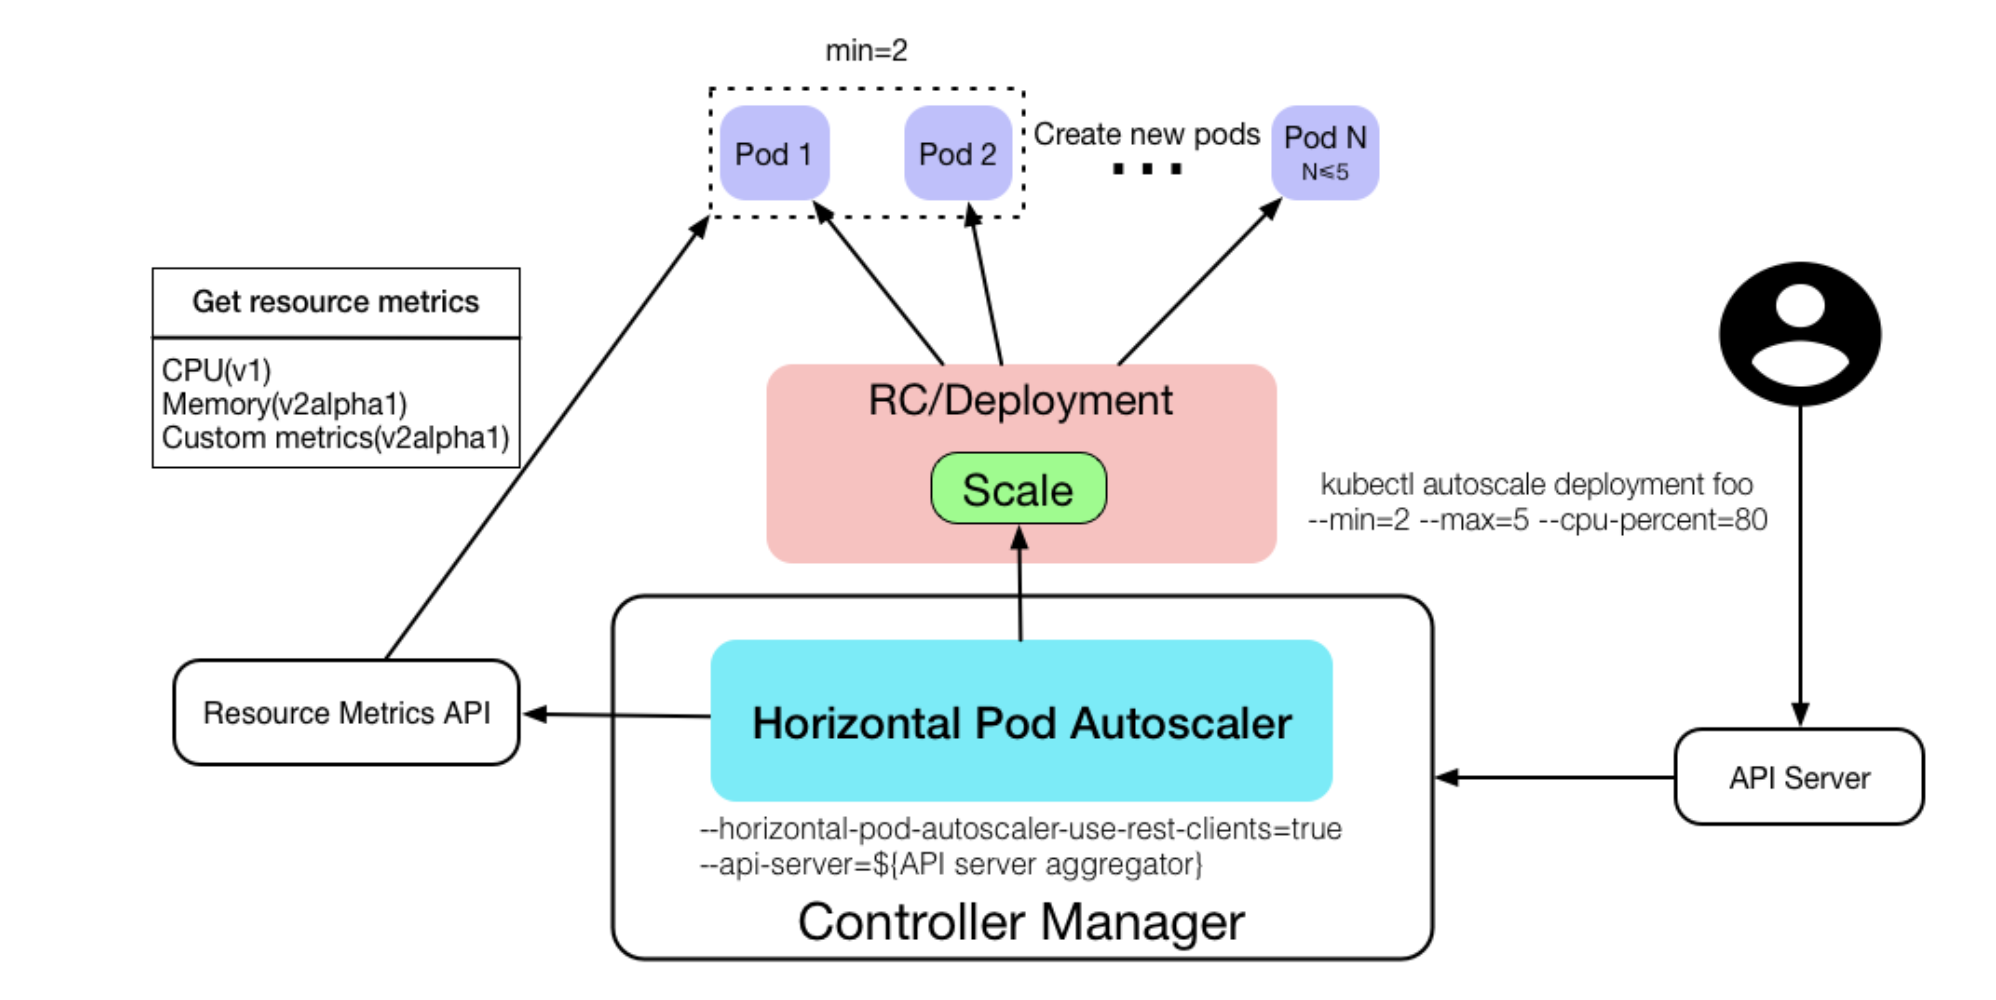 min=2
Pod 1
Pod 2
Create new pods
...
Pod N
N≤5
Get resource metrics
CPU(v1)
Memory(v2alpha1)
Custom metrics(v2alpha1)
RC/Deployment
Scale
kubectl autoscale deployment foo
--min=2 --max=5 --cpu-percent=80
Resource Metrics API
Horizontal Pod Autoscaler
API Server
--horizontal-pod-autoscaler-use-rest-clients=true
--api-server=${API server aggregator}
Controller Manager